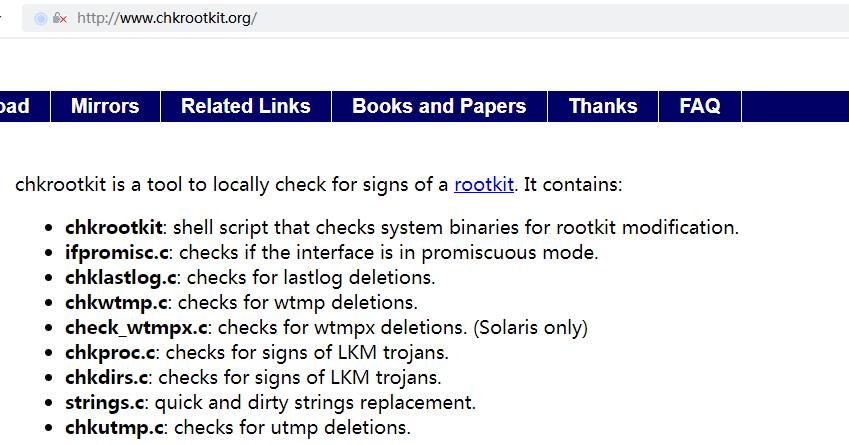 http://www.chkrootkit.org/
oad Mirrors Related Links Books and Papers Thanks FAQ
chkrootkit is a tool to locally check for signs of a rootkit. It contains:
chkrootkit: shell script that checks system binaries for rootkit modification.
ifpromisc.c: checks if the interface is in promiscuous mode.
chklastlog.c: checks for lastlog deletions.
chkwtmp.c: checks for wtmp deletions.
check_wtmpx.c: checks for wtmpx deletions. (Solaris only)
chkproc.c: checks for signs of LKM trojans.
chkdirs.c: checks for signs of LKM trojans.
strings.c: quick and dirty strings replacement.
chkutmp.c: checks for utmp deletions.